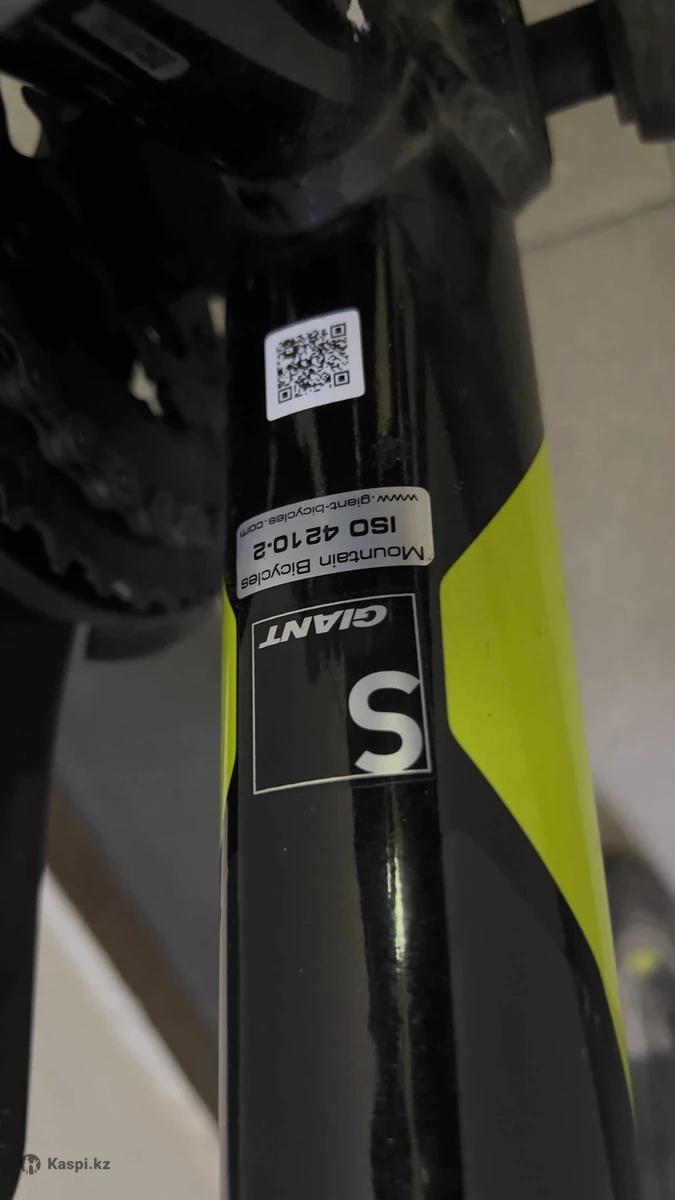 www.giant-bicycles.com
ISO 4210-2
Mountain Bicycles
GIANT
S
Kaspi.kz